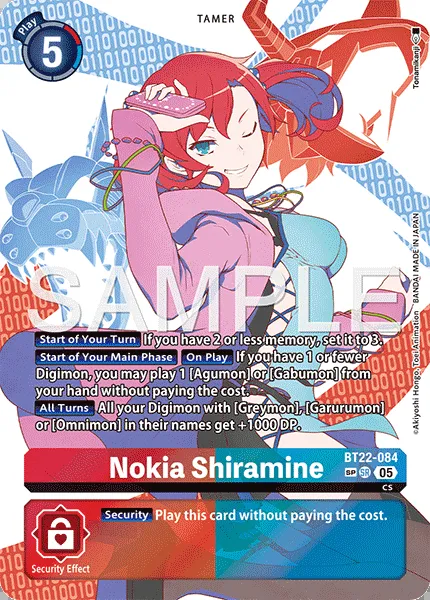 TAMER
Play
5
Tonamikanji
SAMPLE
Start of Your Turn If you have 2 or less memory, set it to 3.
Start of Your Main Phase On Play If you have 1 or fewer
Digimon, you may play 1 [Agumon] or [Gabumon] from
your hand without paying the cost.
All Turns All your Digimon with [Greymon], [Garurumon]
or [Omnimon] in their names get +1000 DP.
©Akiyoshi Hongo, Toei Animation BANDAI MADE IN JAPAN
BT22-084
Nokia Shiramine
SP SR 05
CS
Security Play this card without paying the cost.
Security Effect